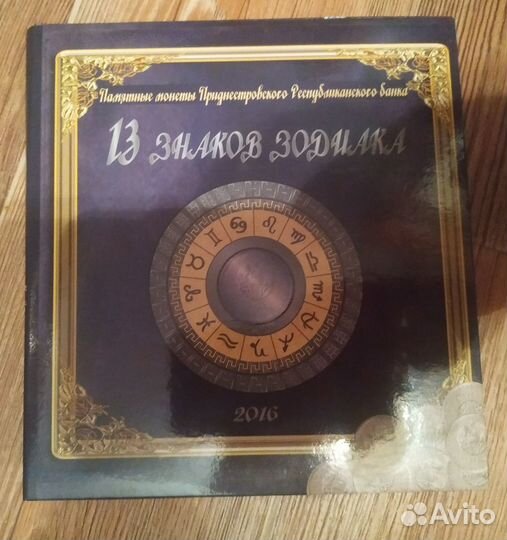 Памятные монеты Приднестровского Республиканского банка
13 ЗНАКОВ ЗОДИАКА
2016
Avito